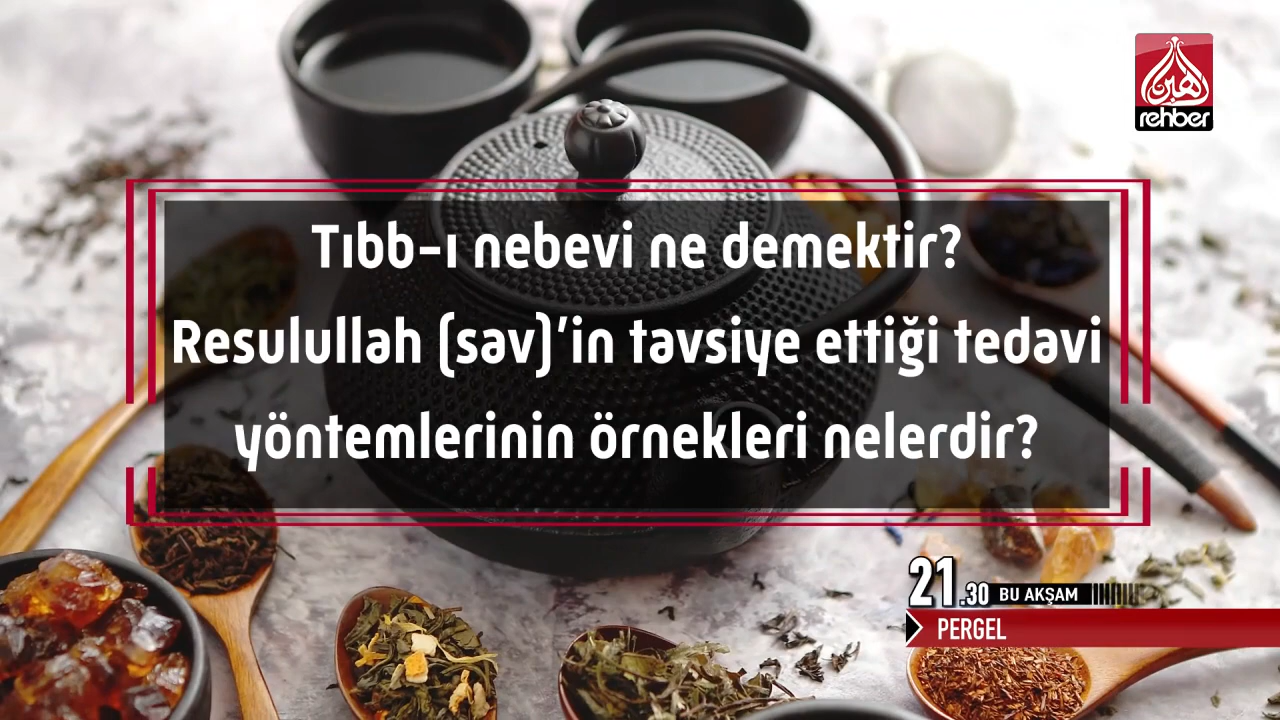 رهبر
rehber
Tıbb-ı nebevi ne demektir?
Resulullah (sav)'in tavsiye ettiği tedavi
yöntemlerinin örnekleri nelerdir?
21.30 BU AKŞAM
PERGEL